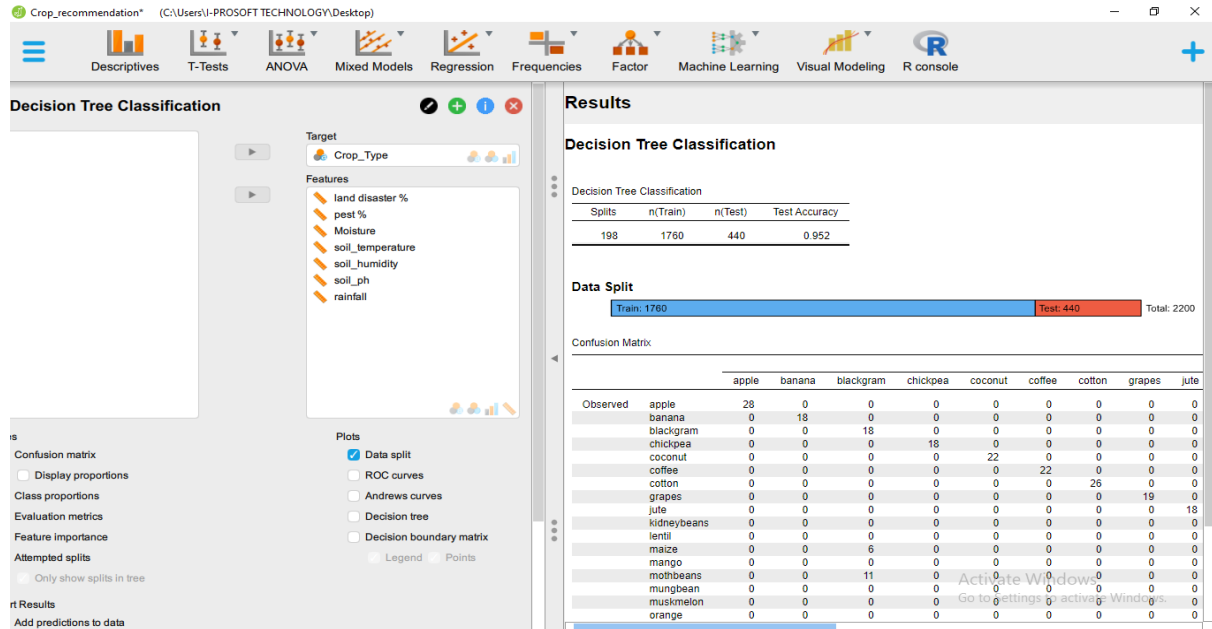 Crop_recommendation* (C:\Users\I-PROSOFT TECHNOLOGY\Desktop)
Descriptives T-Tests ANOVA Mixed Models Regression Frequencies Factor Machine Learning Visual Modeling R console
R
Decision Tree Classification
Target
Crop_Type
Features
land disaster %
pest %
Moisture
soil_temperature
soil_humidity
soil_ph
rainfall
es
Confusion matrix
Display proportions
Class proportions
Evaluation metrics
Feature importance
Attempted splits
Only show splits in tree
rt Results
Add predictions to data
Plots
Data split
ROC curves
Andrews curves
Decision tree
Decision boundary matrix
Legend Points
Results
Decision Tree Classification
Decision Tree Classification
Splits n(Train) n(Test) Test Accuracy
198 1760 440 0.952
Data Split
Train: 1760 Test: 440 Total: 2200
Confusion Matrix
apple banana blackgram chickpea coconut coffee cotton grapes jute
Observed apple 28 0 0 0 0 0 0 0 0
banana 0 18 0 0 0 0 0 0 0
blackgram 0 0 18 0 0 0 0 0 0
chickpea 0 0 0 18 0 0 0 0 0
coconut 0 0 0 0 22 0 0 0 0
coffee 0 0 0 0 0 22 0 0 0
cotton 0 0 0 0 0 0 26 0 0
grapes 0 0 0 0 0 0 0 19 0
jute 0 0 0 0 0 0 0 0 18
kidneybeans 0 0 0 0 0 0 0 0 0
lentil 0 0 0 0 0 0 0 0 0
maize 0 0 6 0 0 0 0 0 0
mango 0 0 0 0 0 0 0 0 0
mothbeans 0 0 11 0 0 0 0 0 0
mungbean 0 0 0 0 0 0 0 0 0
muskmelon 0 0 0 0 0 0 0 0 0
orange 0 0 0 0 0 0 0 0 0
Activate Windows
Go to Settings to activate Windows.